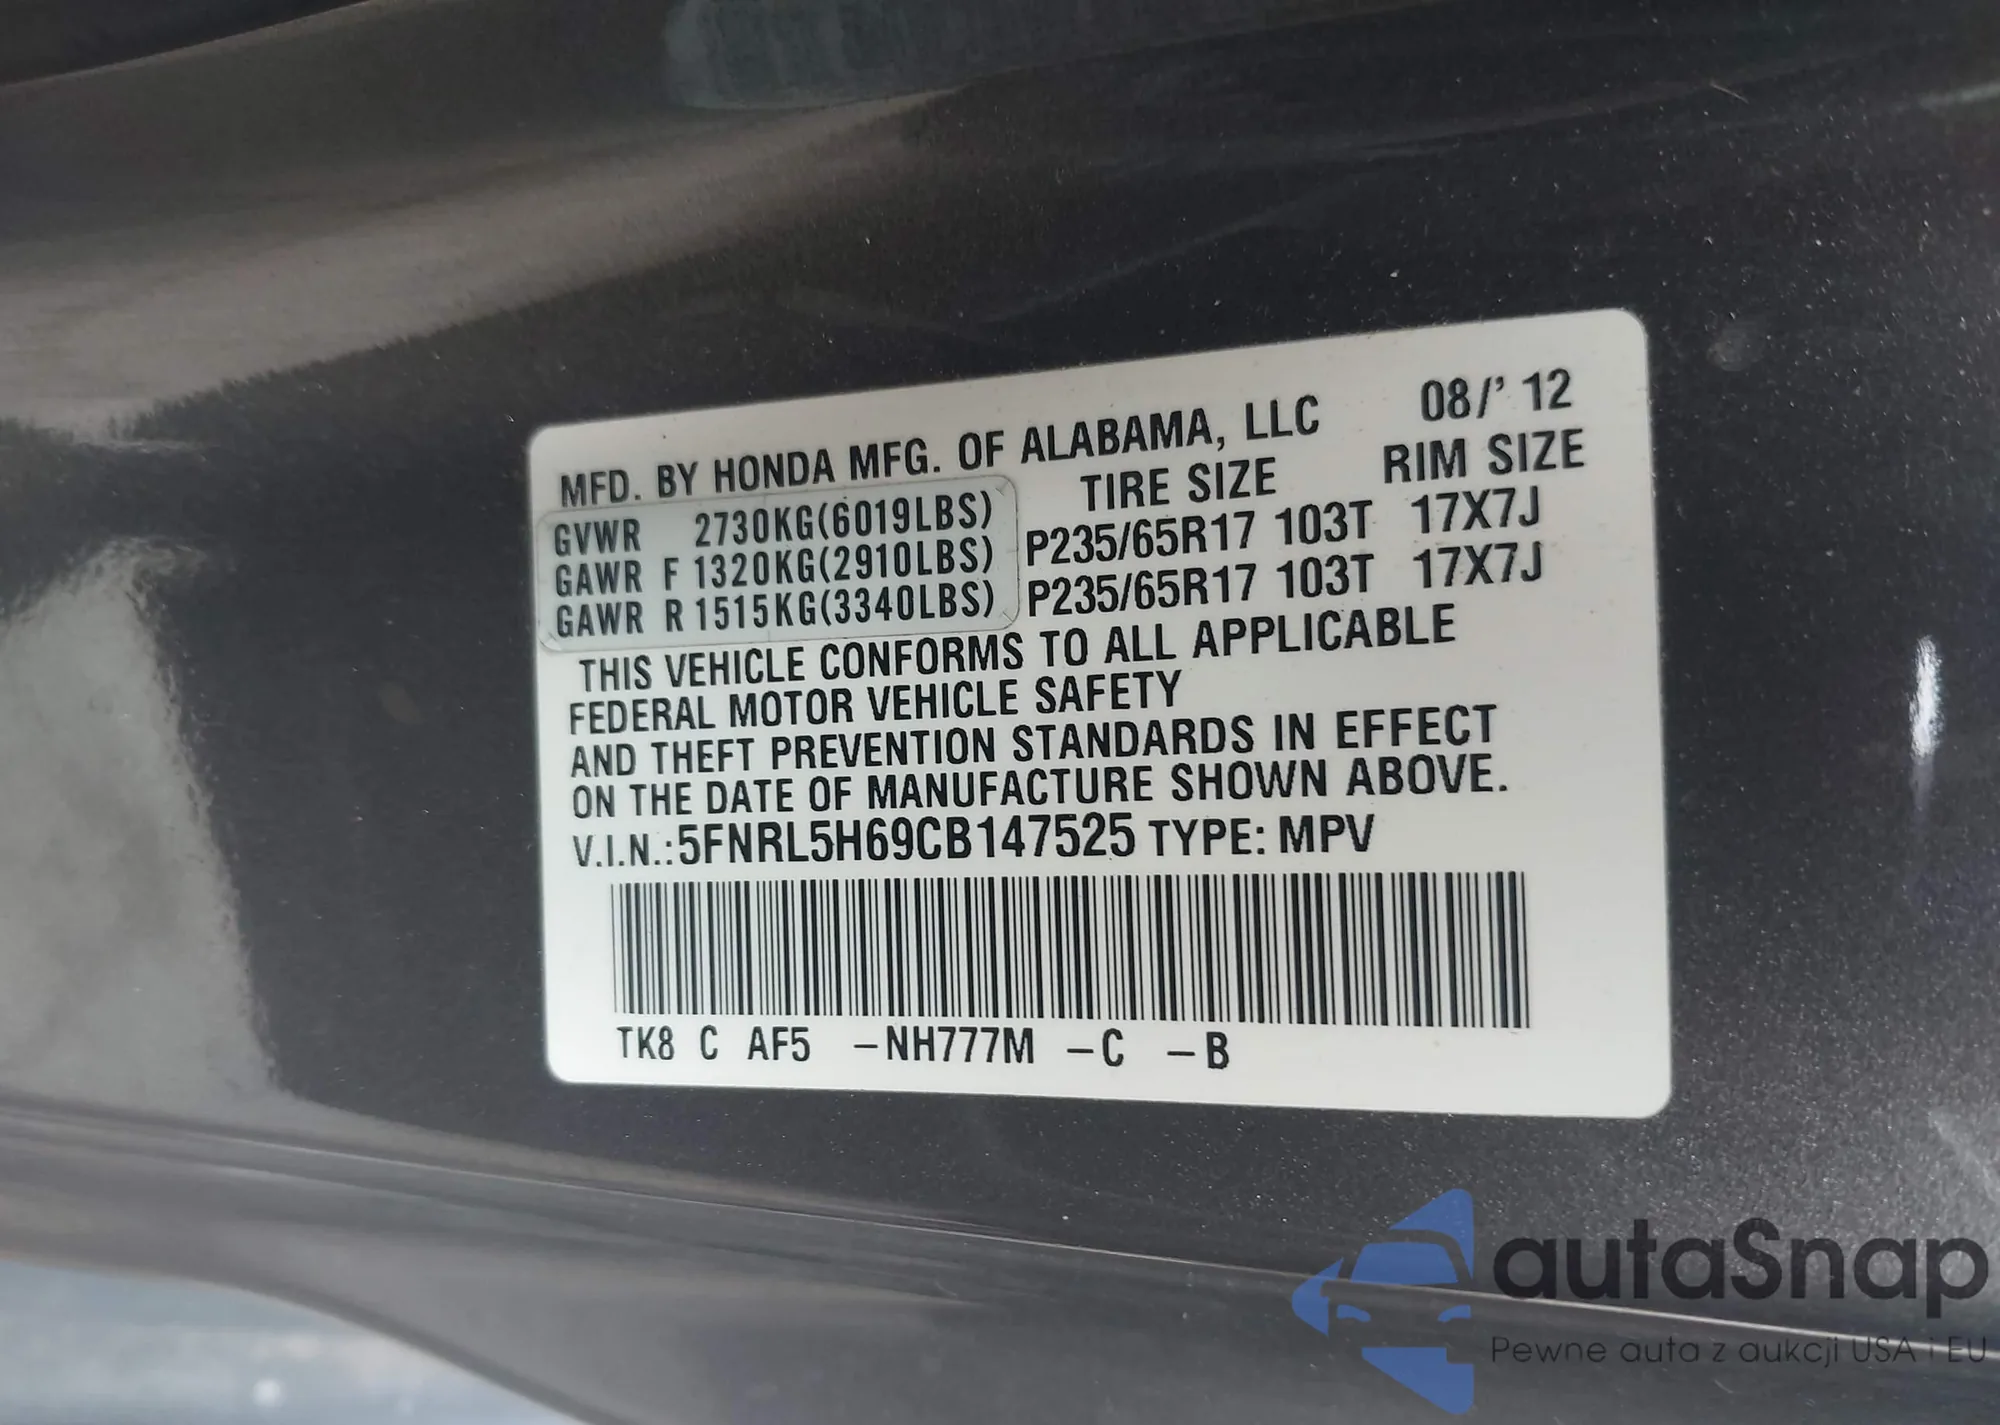 MFD. BY HONDA MFG. OF ALABAMA, LLC 08/' 12
TIRE SIZE RIM SIZE
GVWR 2730KG(6019LBS)
GAWR F 1320KG(2910LBS) P235/65R17 103T 17X7J
GAWR R 1515KG(3340LBS) P235/65R17 103T 17X7J
THIS VEHICLE CONFORMS TO ALL APPLICABLE
FEDERAL MOTOR VEHICLE SAFETY
AND THEFT PREVENTION STANDARDS IN EFFECT
ON THE DATE OF MANUFACTURE SHOWN ABOVE.
V.I.N.:5FNRL5H69CB147525 TYPE: MPV
TK8 C AF5 –NH777M –C –B
autaSnap
Pewne auta z aukcji USA i EU